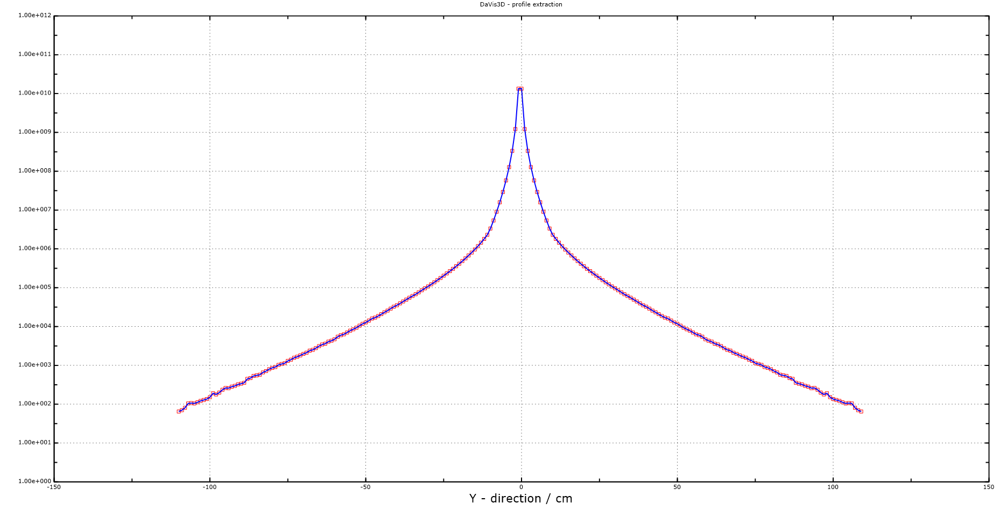 DaVis3D - profile extraction
1.00e+012
1.00e+011
1.00e+010
1.00e+009
1.00e+008
1.00e+007
1.00e+006
1.00e+005
1.00e+004
1.00e+003
1.00e+002
1.00e+001
1.00e+000
-150 -100 -50 0 50 100 150
Y - direction / cm